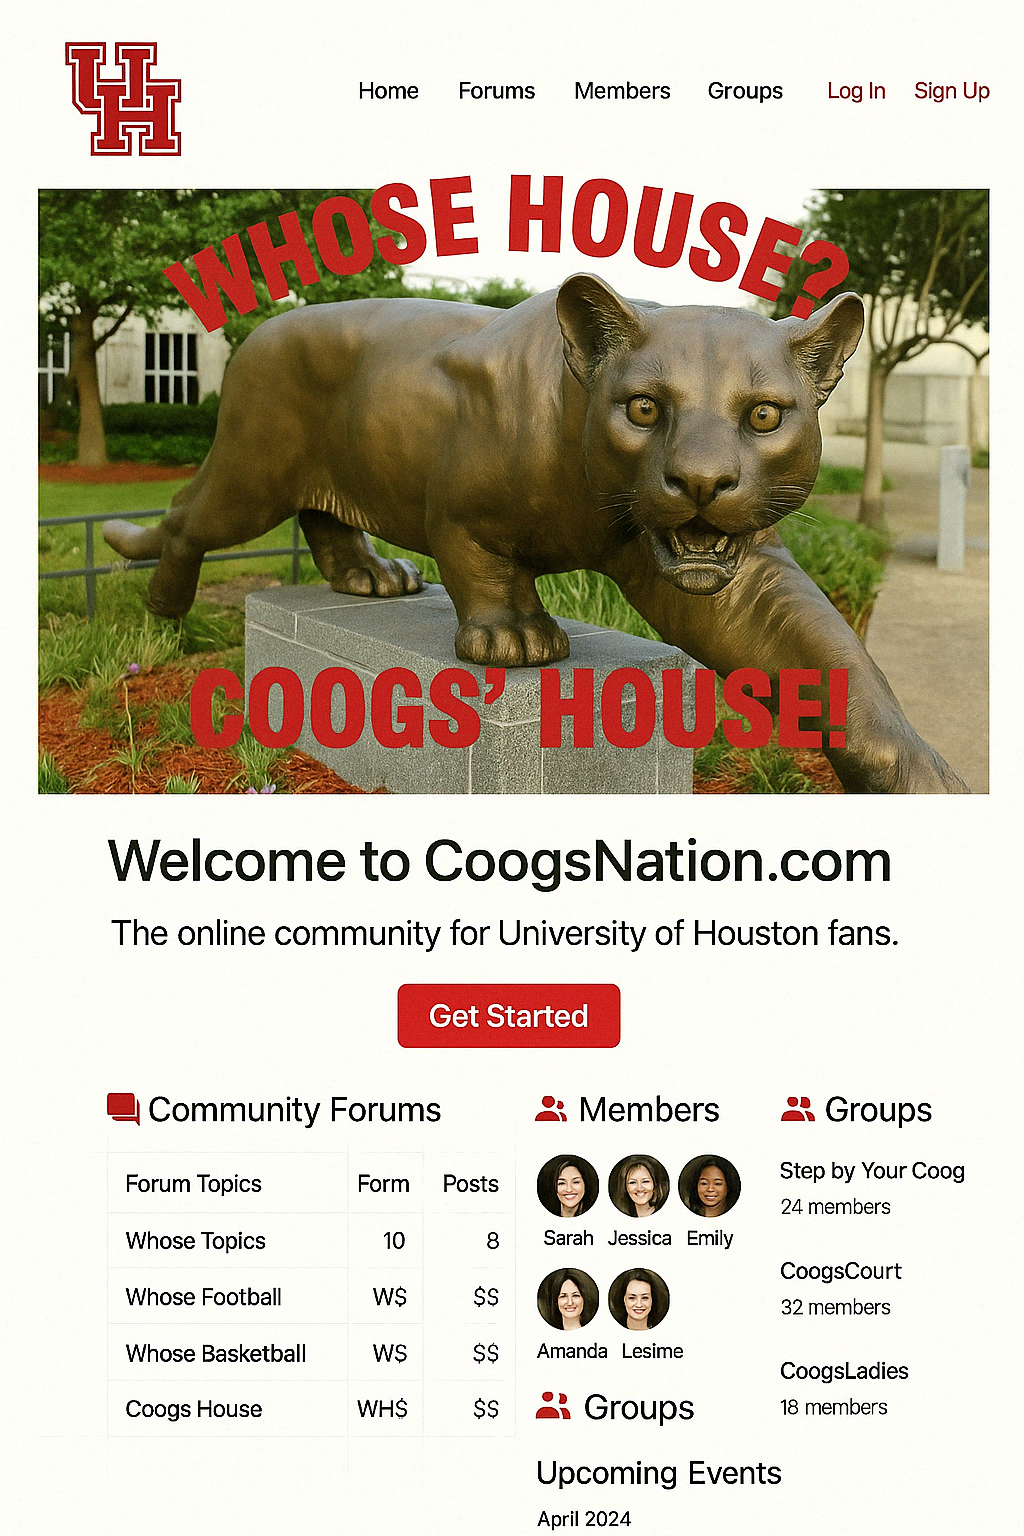 UH
Home Forums Members Groups Log In Sign Up
WHOSE HOUSE?
COOGS' HOUSE!
Welcome to CoogsNation.com
The online community for University of Houston fans.
Get Started
Community Forums
Forum Topics Form Posts
Whose Topics 10 8
Whose Football W$ $$
Whose Basketball WS $$
Coogs House WH$ $$
Members
Sarah Jessica Emily
Amanda Lesime
Groups
Step by Your Coog
24 members
CoogsCourt
32 members
CoogsLadies
18 members
Groups
Upcoming Events
April 2024